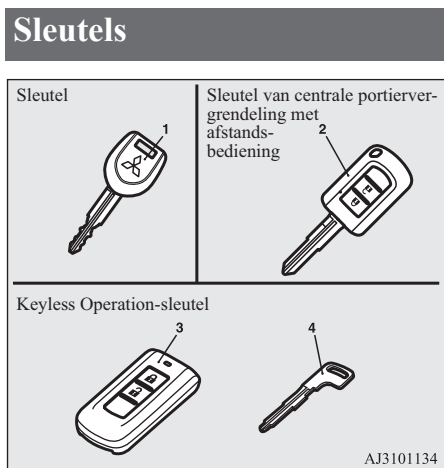 Sleutels
Sleutel
1
Sleutel van centrale portierver-
grendeling met
afstands-
bediening
2
Keyless Operation-sleutel
3
4
AJ3101134